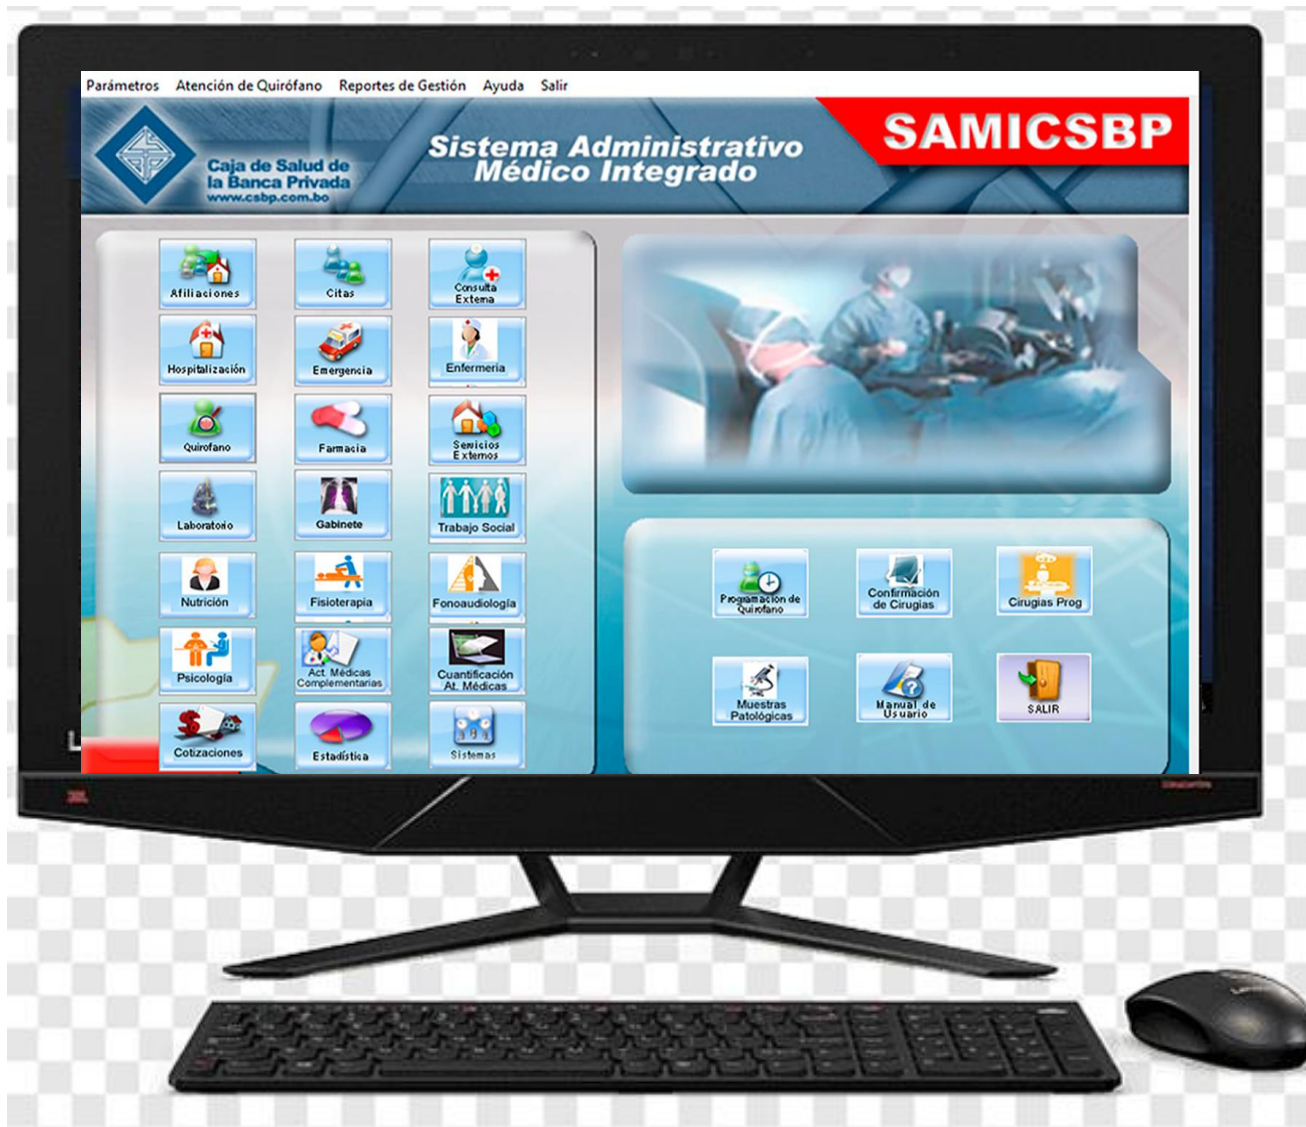 Parámetros Atención de Quirófano Reportes de Gestión Ayuda Salir
Caja de Salud de
la Banca Privada
www.csbp.com.bo
Sistema Administrativo
Médico Integrado
SAMICSBP
Afiliaciones
Citas
Consulta
Externa
Hospitalización
Emergencia
Enfermeria
Quirofano
Farmacia
Servicios
Externos
Laboratorio
Gabinete
Trabajo Social
Nutrición
Fisioterapia
Fonoaudiología
Psicología
Act. Médicas
Complementarias
Cuantificación
At. Médicas
Cotizaciones
Estadística
Sistemas
Programación de
Quirofano
Confirmación
de Cirugias
Cirugias Prog
Muestras
Patológicas
Manual de
Usuario
SALIR